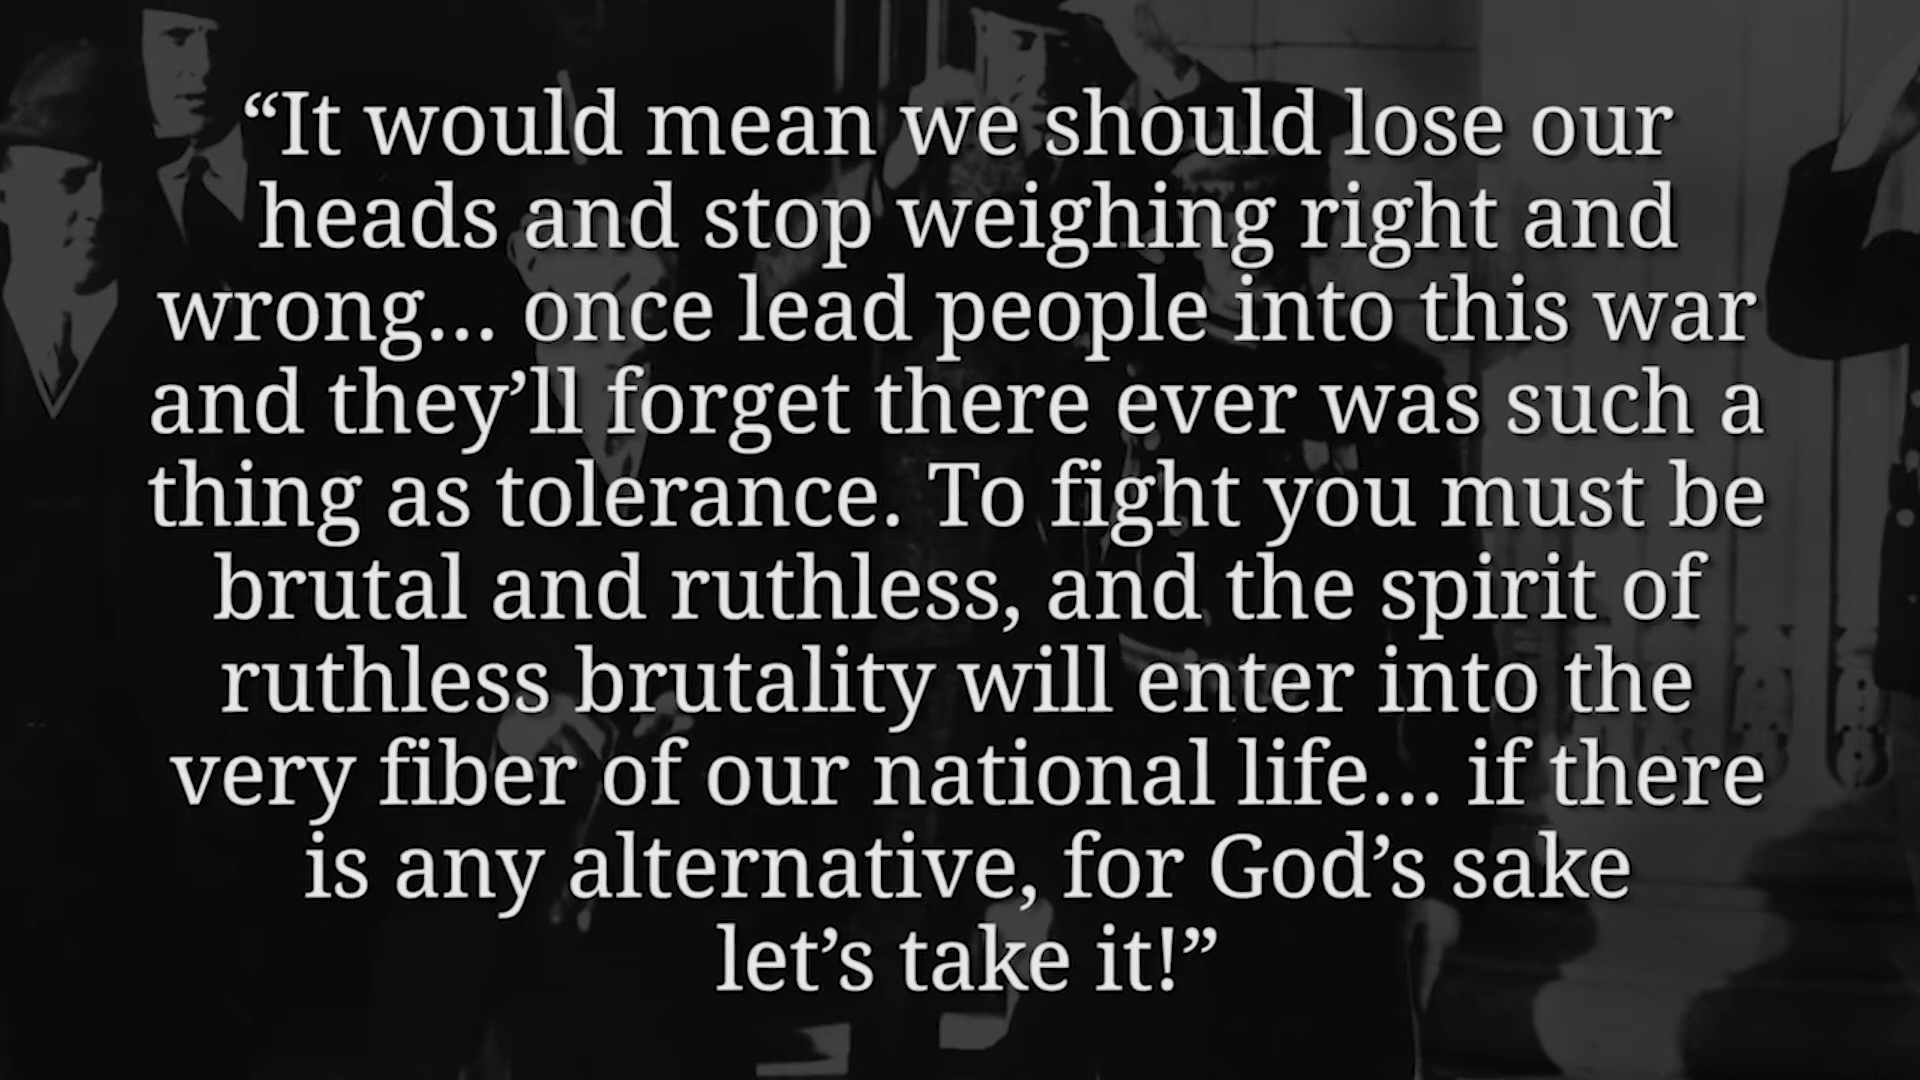 “It would mean we should lose our
heads and stop weighing right and
wrong... once lead people into this war
and they’ll forget there ever was such a
thing as tolerance. To fight you must be
brutal and ruthless, and the spirit of
ruthless brutality will enter into the
very fiber of our national life... if there
is any alternative, for God’s sake
let’s take it!”